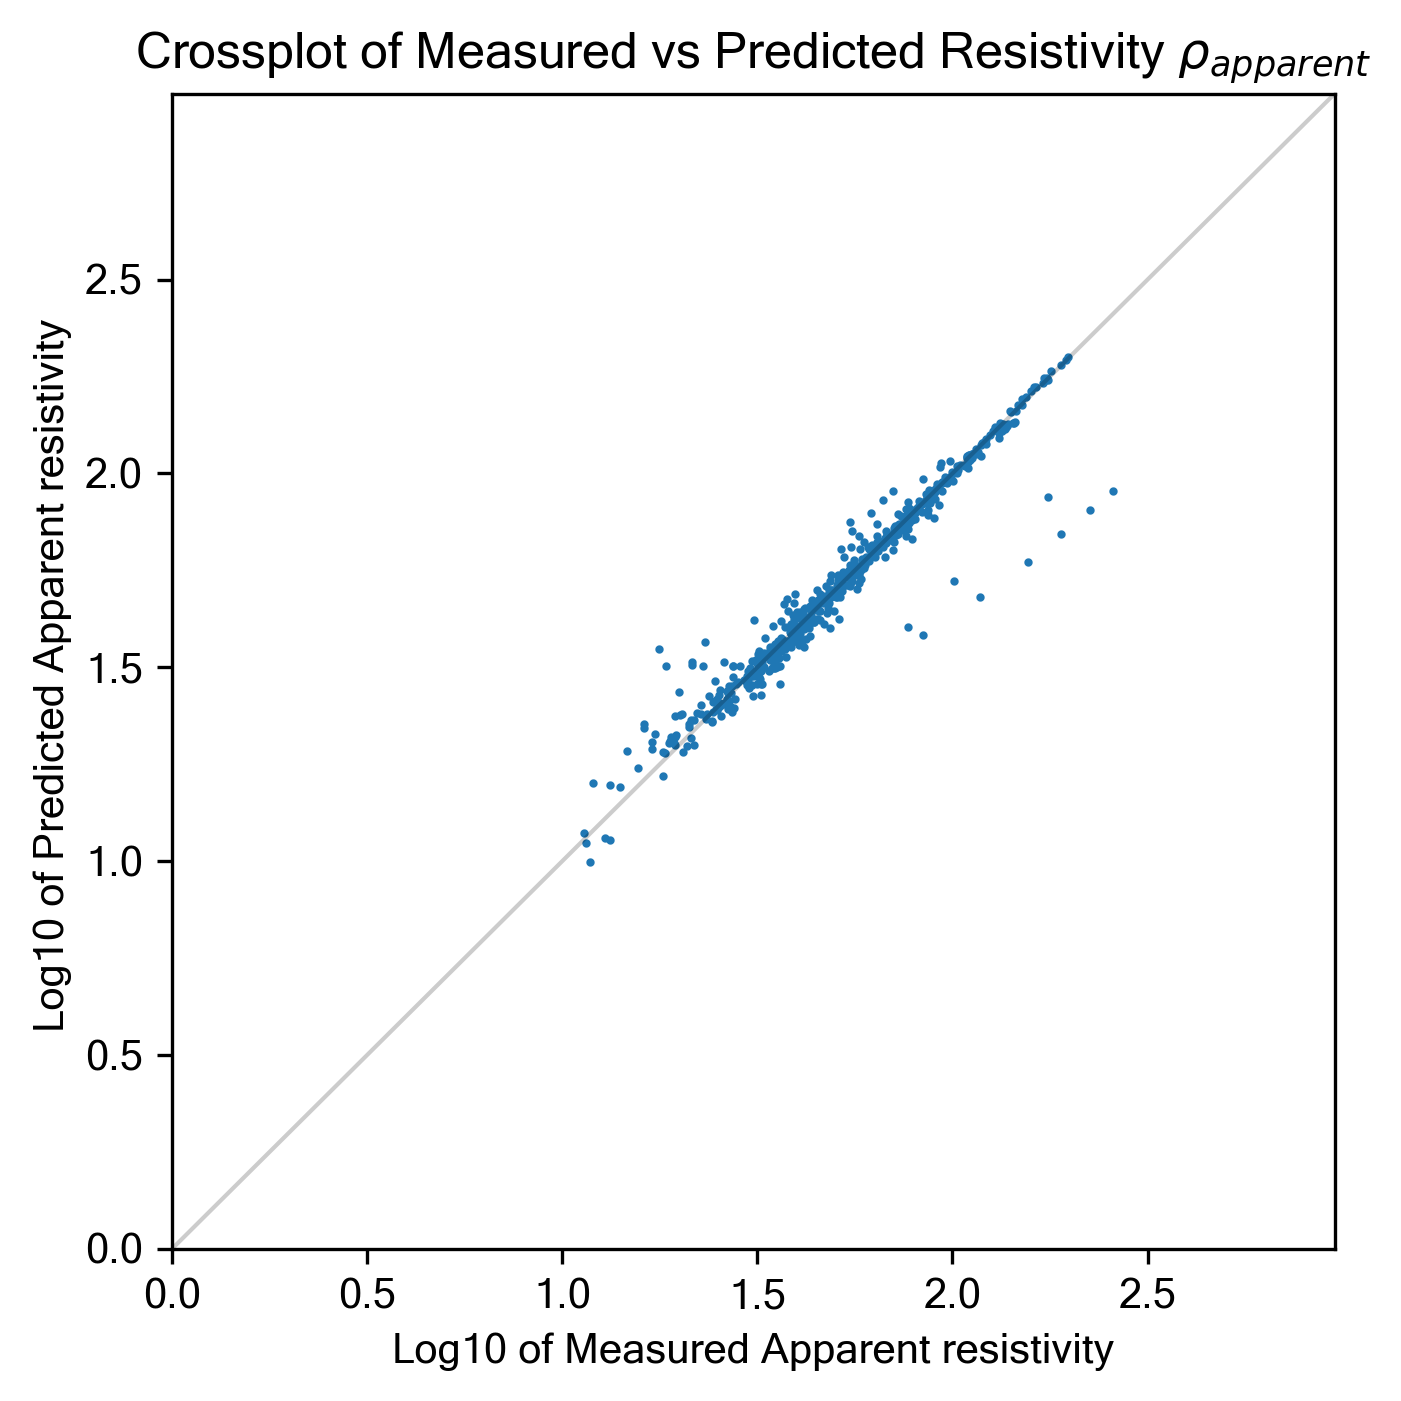 Crossplot of Measured vs Predicted Resistivity ρapparent
Log10 of Predicted Apparent resistivity
2.5
2.0
1.5
1.0
0.5
0.0
0.0 0.5 1.0 1.5 2.0 2.5
Log10 of Measured Apparent resistivity